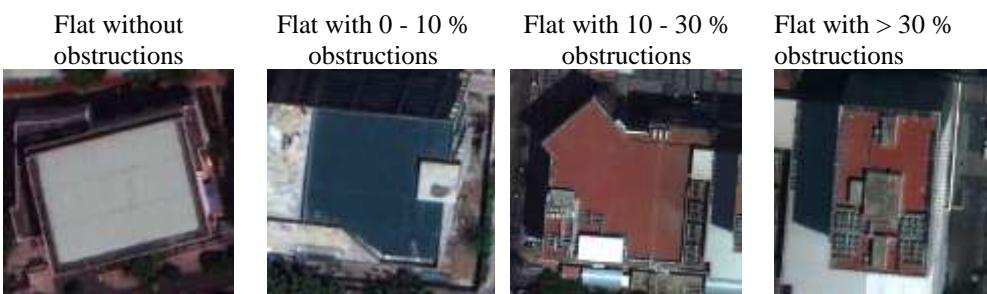 Flat without
obstructions
Flat with 0 - 10 %
obstructions
Flat with 10 - 30 %
obstructions
Flat with > 30 %
obstructions